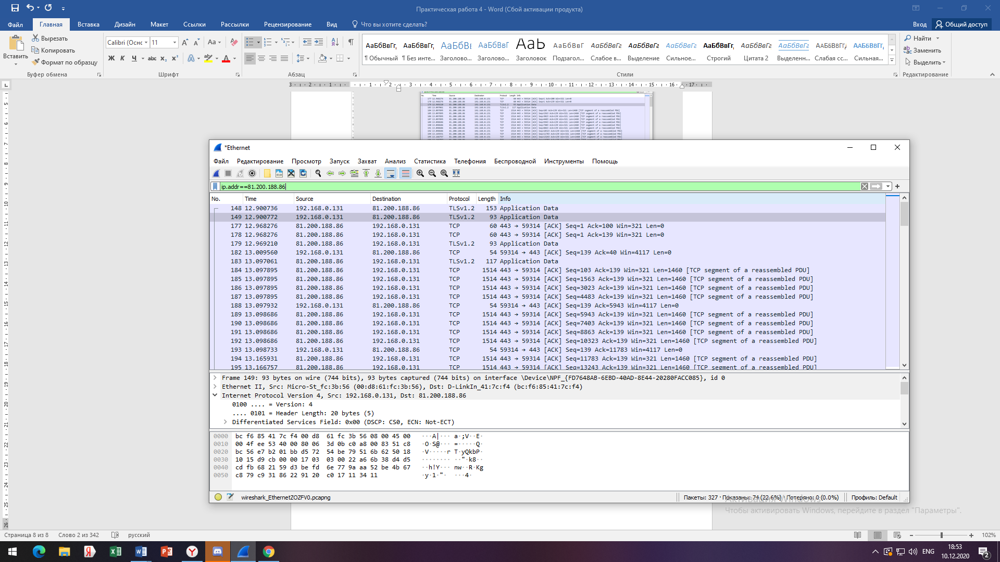 Практическая работа 4 - Word (Сбой активации продукта)
Файл Главная Вставка Дизайн Макет Ссылки Рассылки Рецензирование Вид Что вы хотите сделать? Вход Общий доступ
Вставить
Вырезать
Копировать
Формат по образцу
Буфер обмена
Calibri (Оснс 11
Ж К Ч abc x₂ x²
Шрифт
Абзац
АаБбВвГг, АаБбВвГг, АаБбВв АаБбВвГ Aab АаБбВвГ АаБбВвГг АаБбВвГг АаБбВвГг АаБбВвГг, АаБбВвГг АаБбВвГг ААБбВвГг, ААБбВвГг,
¶ Обычный ¶ Без инте... Заголово... Заголово... Заголовок Подзагол... Слабое в... Выделение Сильное... Строгий Цитата 2 Выделенн... Слабая сс... Сильная...
Стили
Найти
Заменить
Выделить
Редактирование
*Ethernet
Файл Редактирование Просмотр Запуск Захват Анализ Статистика Телефония Беспроводной Инструменты Помощь
ip.addr==81.200.188.86
No. Time Source Destination Protocol Length Info
148 12.900736 192.168.0.131 81.200.188.86 TLSv1.2 153 Application Data
149 12.900772 192.168.0.131 81.200.188.86 TLSv1.2 93 Application Data
177 12.968276 81.200.188.86 192.168.0.131 TCP 60 443 → 59314 [ACK] Seq=1 Ack=100 Win=321 Len=0
178 12.968276 81.200.188.86 192.168.0.131 TCP 60 443 → 59314 [ACK] Seq=1 Ack=139 Win=321 Len=0
179 12.969210 81.200.188.86 192.168.0.131 TLSv1.2 93 Application Data
182 13.009560 192.168.0.131 81.200.188.86 TCP 54 59314 → 443 [ACK] Seq=139 Ack=40 Win=4117 Len=0
183 13.097061 81.200.188.86 192.168.0.131 TLSv1.2 117 Application Data
184 13.097895 81.200.188.86 192.168.0.131 TCP 1514 443 → 59314 [ACK] Seq=103 Ack=139 Win=321 Len=1460 [TCP segment of a reassembled PDU]
185 13.097895 81.200.188.86 192.168.0.131 TCP 1514 443 → 59314 [ACK] Seq=1563 Ack=139 Win=321 Len=1460 [TCP segment of a reassembled PDU]
186 13.097895 81.200.188.86 192.168.0.131 TCP 1514 443 → 59314 [ACK] Seq=3023 Ack=139 Win=321 Len=1460 [TCP segment of a reassembled PDU]
187 13.097895 81.200.188.86 192.168.0.131 TCP 1514 443 → 59314 [ACK] Seq=4483 Ack=139 Win=321 Len=1460 [TCP segment of a reassembled PDU]
188 13.097932 192.168.0.131 81.200.188.86 TCP 54 59314 → 443 [ACK] Seq=139 Ack=5943 Win=4117 Len=0
189 13.098686 81.200.188.86 192.168.0.131 TCP 1514 443 → 59314 [ACK] Seq=5943 Ack=139 Win=321 Len=1460 [TCP segment of a reassembled PDU]
190 13.098686 81.200.188.86 192.168.0.131 TCP 1514 443 → 59314 [ACK] Seq=7403 Ack=139 Win=321 Len=1460 [TCP segment of a reassembled PDU]
191 13.098686 81.200.188.86 192.168.0.131 TCP 1514 443 → 59314 [ACK] Seq=8863 Ack=139 Win=321 Len=1460 [TCP segment of a reassembled PDU]
192 13.098686 81.200.188.86 192.168.0.131 TCP 1514 443 → 59314 [ACK] Seq=10323 Ack=139 Win=321 Len=1460 [TCP segment of a reassembled PDU]
193 13.098733 192.168.0.131 81.200.188.86 TCP 54 59314 → 443 [ACK] Seq=139 Ack=11783 Win=4117 Len=0
194 13.165931 81.200.188.86 192.168.0.131 TCP 1514 443 → 59314 [ACK] Seq=11783 Ack=139 Win=321 Len=1460 [TCP segment of a reassembled PDU]
195 13.166757 81.200.188.86 192.168.0.131 TCP 1514 443 → 59314 [ACK] Seq=13243 Ack=139 Win=321 Len=1460 [TCP segment of a reassembled PDU]
Frame 149: 93 bytes on wire (744 bits), 93 bytes captured (744 bits) on interface \Device\NPF_{FD7648AB-6EBD-40AD-8E44-20280FACC085}, id 0
Ethernet II, Src: Micro-St_fc:3b:56 (00:d8:61:fc:3b:56), Dst: D-LinkIn_41:7c:f4 (bc:f6:85:41:7c:f4)
Internet Protocol Version 4, Src: 192.168.0.131, Dst: 81.200.188.86
0100 .... = Version: 4
.... 0101 = Header Length: 20 bytes (5)
Differentiated Services Field: 0x00 (DSCP: CS0, ECN: Not-ECT)
0000 bc f6 85 41 7c f4 00 d8 61 fc 3b 56 08 00 45 00 ···A|··· a·;V··E·
0010 00 4f ee 53 40 00 80 06 3d 0b c0 a8 00 83 51 c8 ·O·S@··· =·····Q·
0020 bc 56 e7 b2 01 bb d5 72 54 be 79 51 6b 62 50 18 ·V·····r T·yQkbP·
0030 10 15 d9 cb 00 00 17 03 03 00 22 a6 6b 38 d4 d5 ········ ··"·k8··
0040 cd fb 68 21 59 d3 be fd 6e 77 9a aa 52 be 4b 67 ··h!Y··· nw··R·Kg
0050 c8 79 c9 31 86 22 91 20 c0 17 11 34 11 ·y·1·"· ···4·
wireshark_EthernetZOZFV0.pcapng Пакеты: 327 · Показаны: 74 (22.6%) · Потеряно: 0 (0.0%) Профиль: Default
Активация Windows
Чтобы активировать Windows, перейдите в раздел "Параметры".
Страница 8 из 8 Слово 2 из 342 русский 102%
ENG 18:53
10.12.2020 2